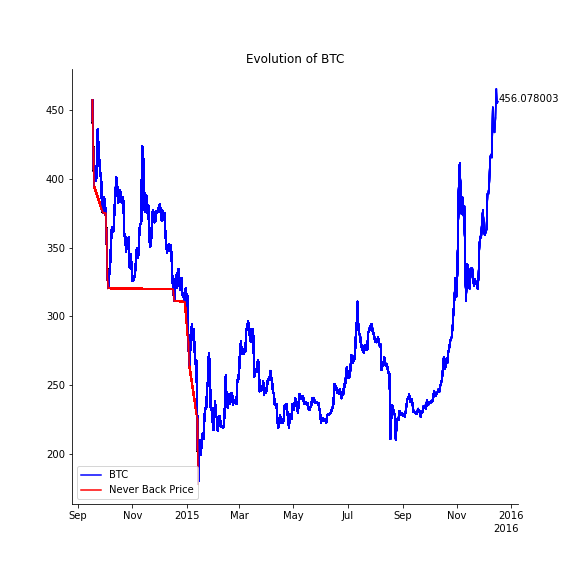 Evolution of BTC
450
400
350
300
250
200
456.078003
BTC
Never Back Price
Sep
Nov
2015
Mar
May
Jul
Sep
Nov
2016
2016